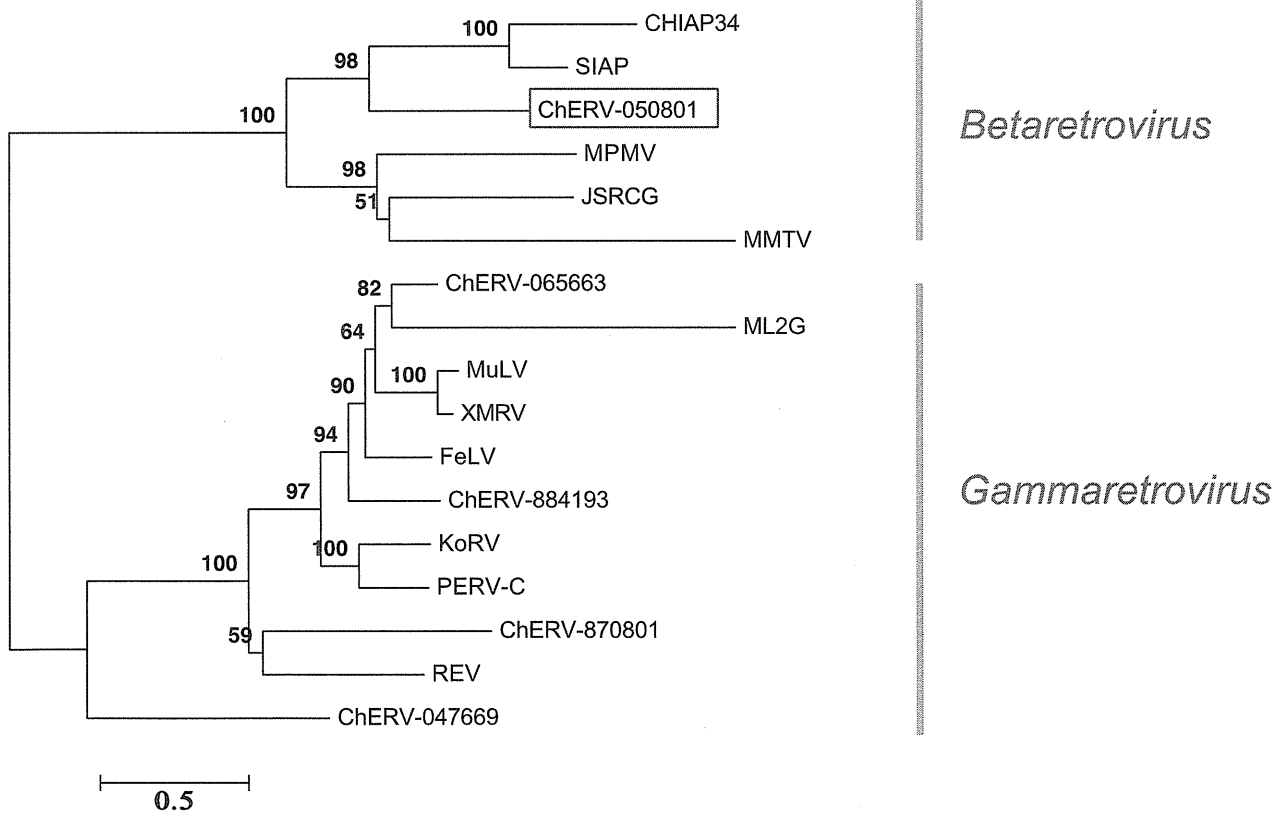 CHIAP34
100
SIAP
98
ChERV-050801
100
Betaretrovirus
MPMV
98
JSRCG
51
MMTV
ChERV-065663
82
ML2G
64
MuLV
100
90
XMRV
94
FeLV
97
ChERV-884193
Gammaretrovirus
KoRV
100
100
PERV-C
ChERV-870801
59
REV
ChERV-047669
0.5